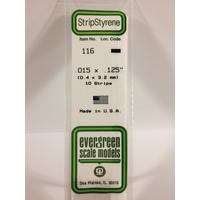 StripStyrene
Item No. Loc. Code
116
.015 x .125"
(0.4 x 3.2 mm)
10 Strips
Made in U.S.A.
evergreen
scale models
Des Plaines, IL 60018